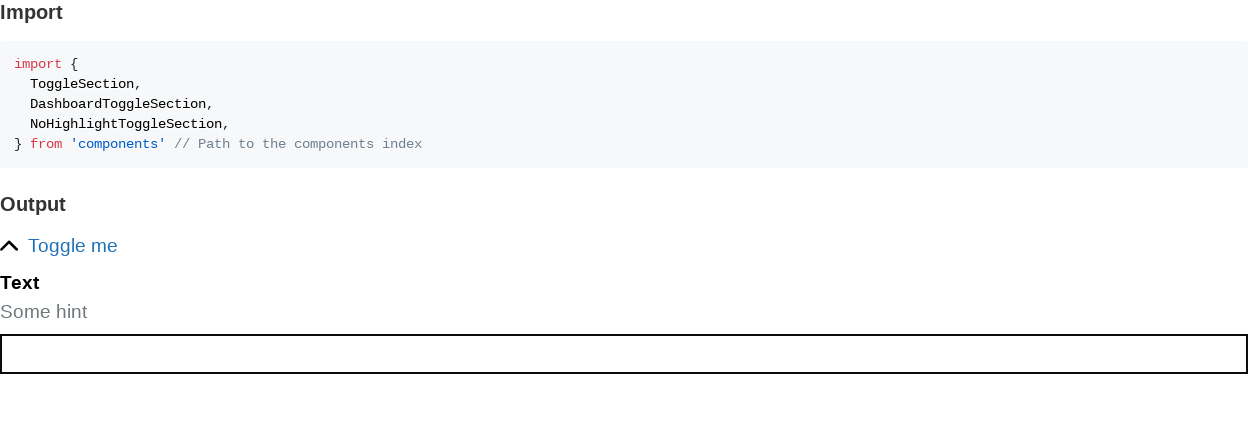 Import
import {
  ToggleSection,
  DashboardToggleSection,
  NoHighlightToggleSection,
} from 'components' // Path to the components index
Output
Toggle me
Text
Some hint